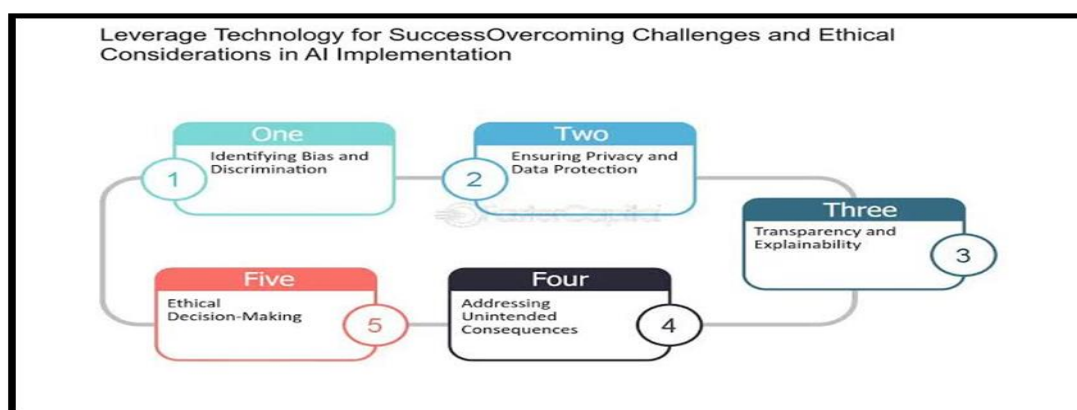 Leverage Technology for SuccessOvercoming Challenges and Ethical
Considerations in AI Implementation
One
1
Identifying Bias and
Discrimination
Two
2
Ensuring Privacy and
Data Protection
Three
Transparency and
Explainability
3
Five
Ethical
Decision-Making
5
Four
Addressing
Unintended
Consequences
4
FasterCapital